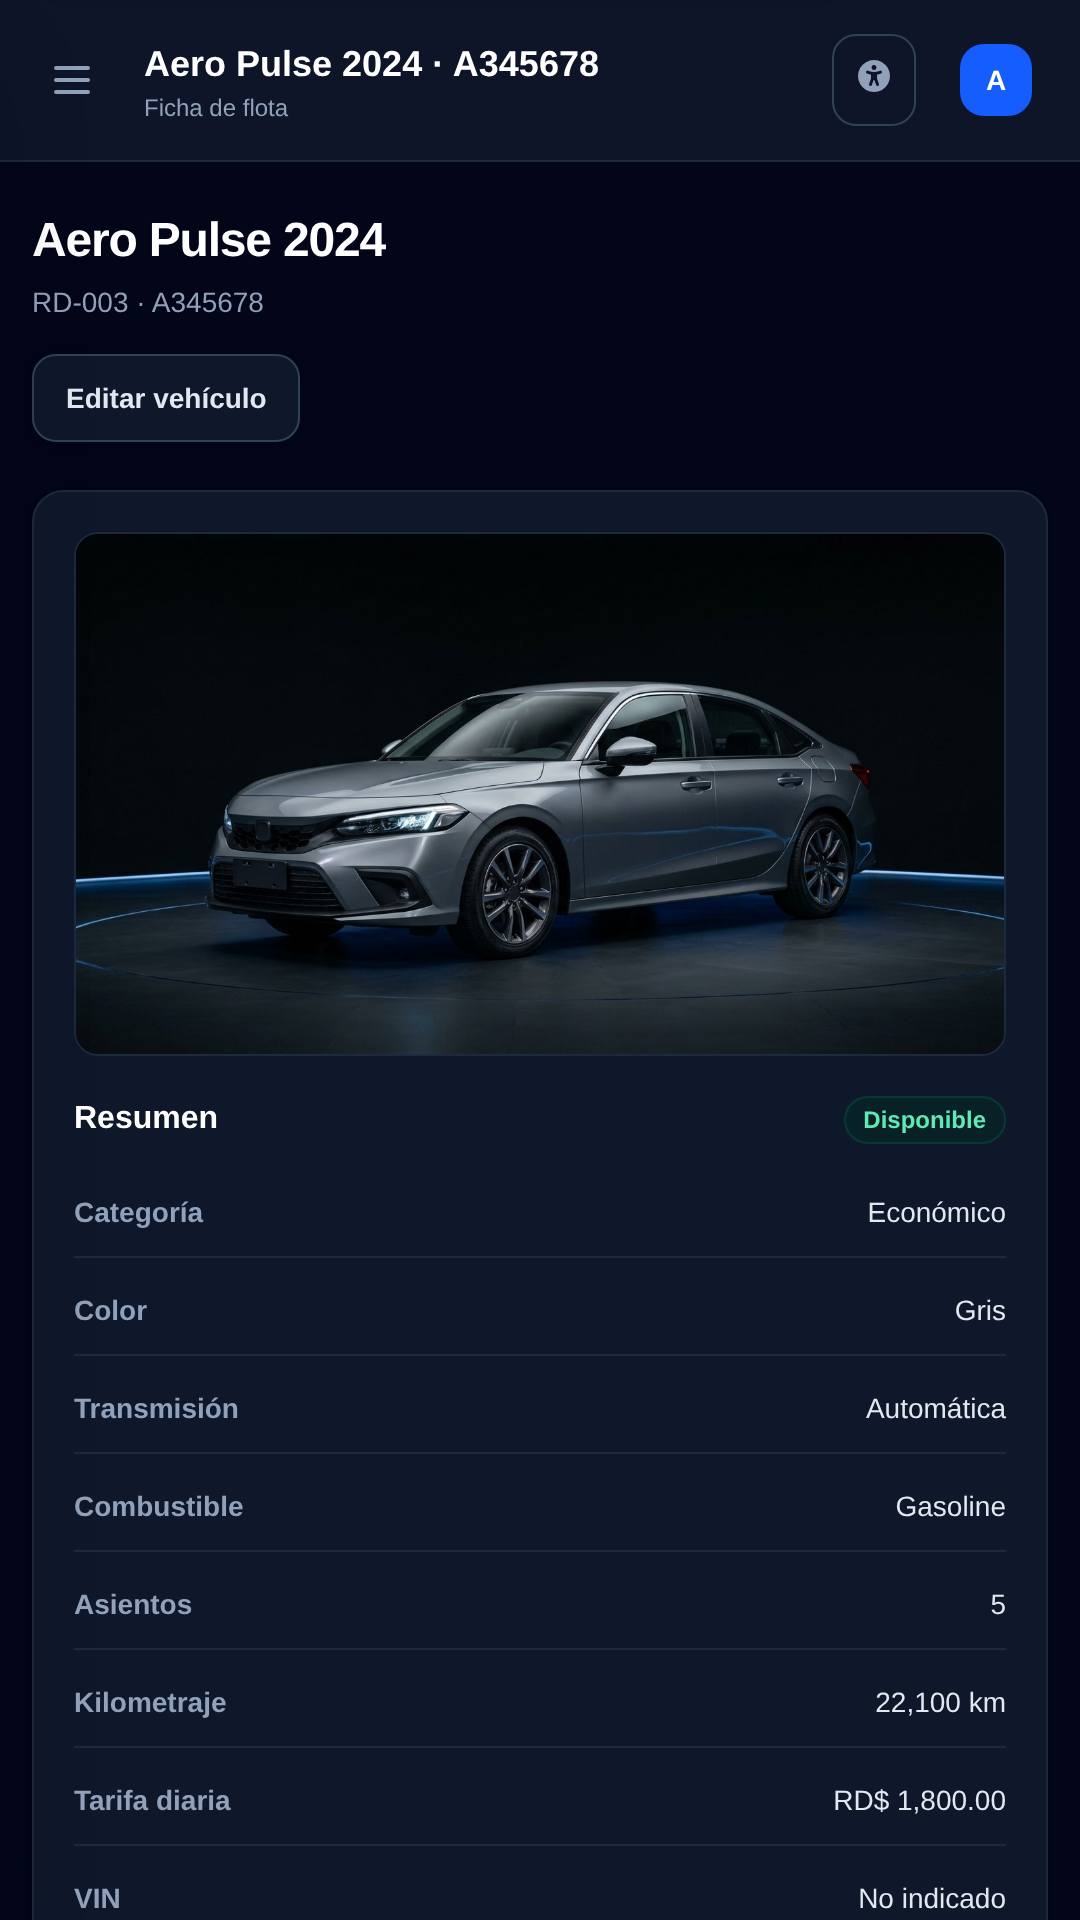 Aero Pulse 2024 · A345678
Ficha de flota
A
Aero Pulse 2024
RD-003 · A345678
Editar vehículo
Resumen
Disponible
Categoría
Económico
Color
Gris
Transmisión
Automática
Combustible
Gasoline
Asientos
5
Kilometraje
22,100 km
Tarifa diaria
RD$ 1,800.00
VIN
No indicado